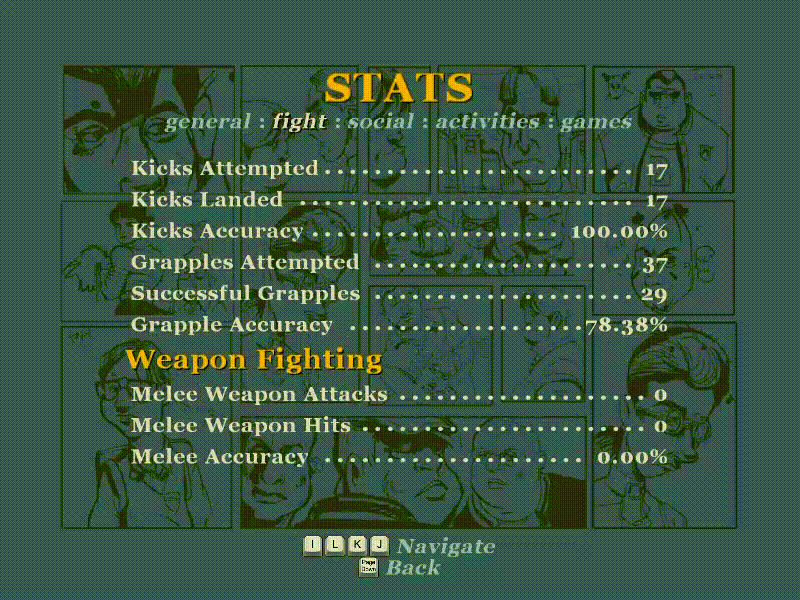 STATS
general : fight : social : activities : games
Kicks Attempted . . . . . . . . . . . . . . . . . . . . . . . . . 17
Kicks Landed . . . . . . . . . . . . . . . . . . . . . . . . . . . 17
Kicks Accuracy . . . . . . . . . . . . . . . . . . . . 100.00%
Grapples Attempted . . . . . . . . . . . . . . . . . . . . . 37
Successful Grapples . . . . . . . . . . . . . . . . . . . . . 29
Grapple Accuracy . . . . . . . . . . . . . . . . . . . 78.38%
Weapon Fighting
Melee Weapon Attacks . . . . . . . . . . . . . . . . . . . . 0
Melee Weapon Hits . . . . . . . . . . . . . . . . . . . . . . . 0
Melee Accuracy . . . . . . . . . . . . . . . . . . . . . 0.00%
I L K J Navigate
Page Down Back